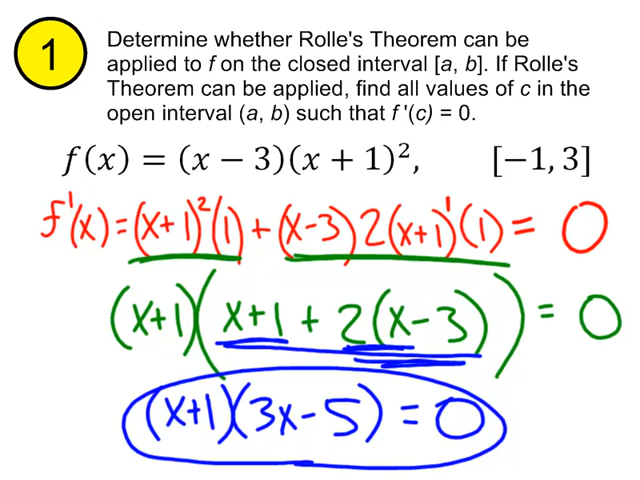 1
Determine whether Rolle's Theorem can be
applied to f on the closed interval [a, b]. If Rolle's
Theorem can be applied, find all values of c in the
open interval (a, b) such that f '(c) = 0.
f(x) = (x − 3)(x + 1)², [−1, 3]
f'(x) = (x+1)²(1) + (x-3) 2(x+1)¹(1) = 0
(x+1)(x+1 + 2(x-3)) = 0
(x+1)(3x-5) = 0